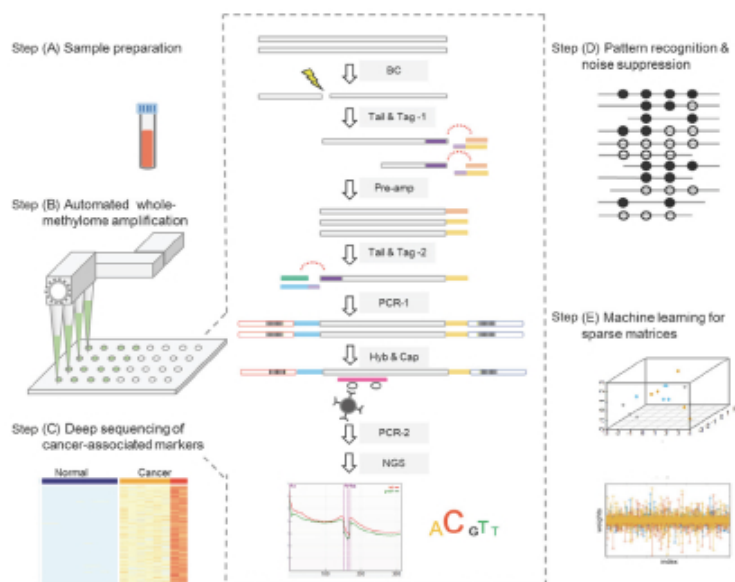 Step (A) Sample preparation
Step (B) Automated whole-
methylome amplification
Step (C) Deep sequencing of
cancer-associated markers
Normal
Cancer
BC
Tail & Tag -1
Pre-amp
Tail & Tag -2
PCR-1
Hyb & Cap
PCR-2
NGS
ACGTT
Step (D) Pattern recognition &
noise suppression
Step (E) Machine learning for
sparse matrices
weights
index